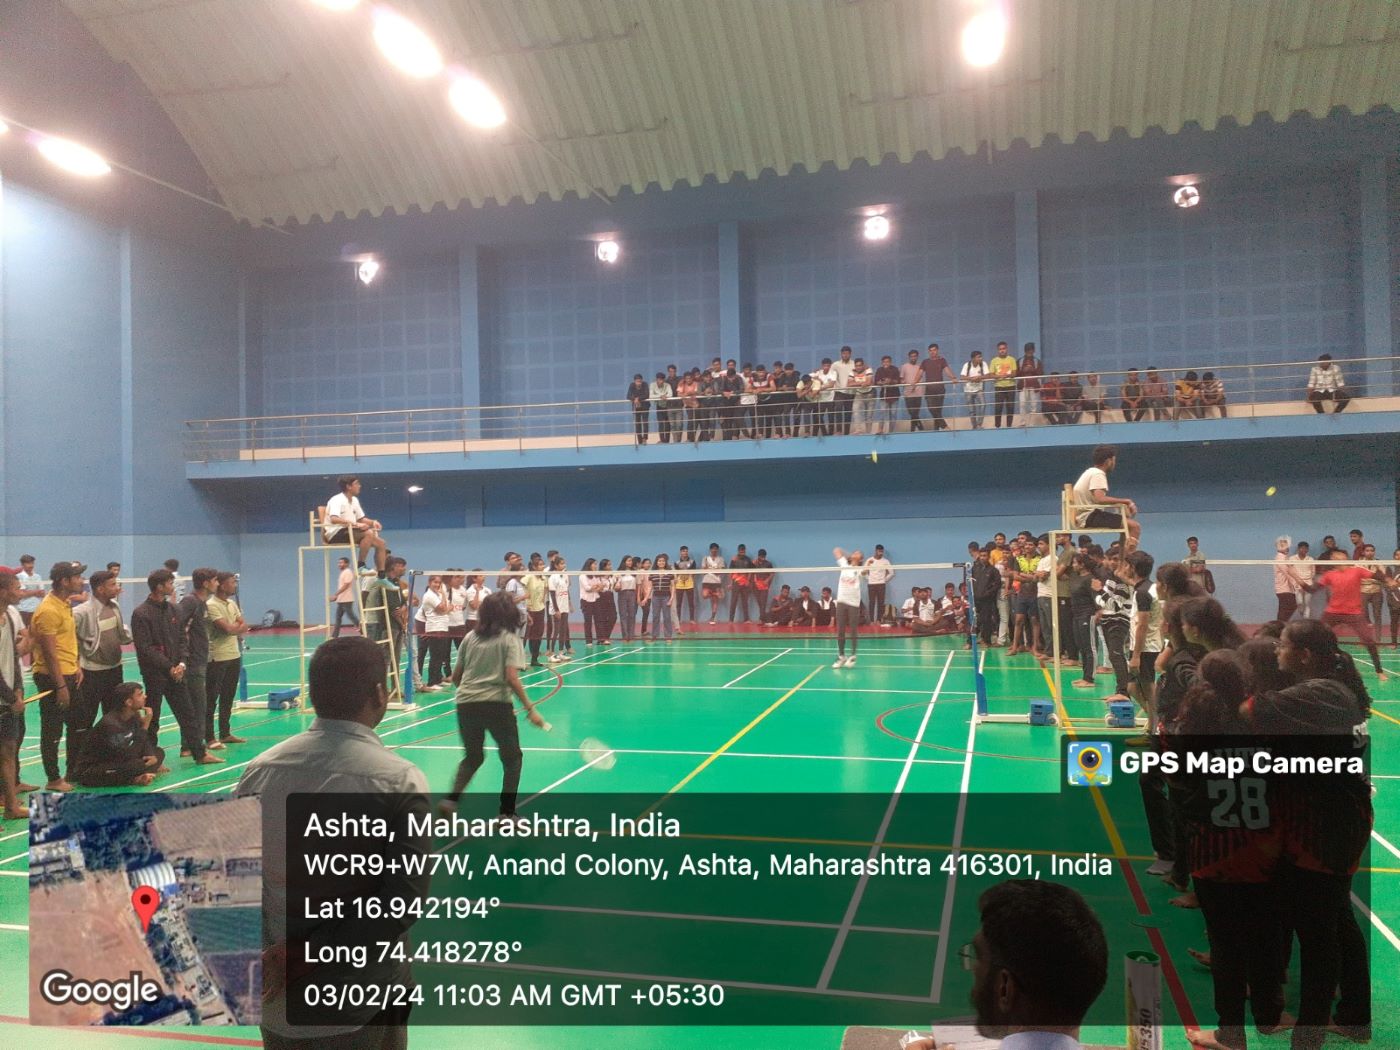 GPS Map Camera
Ashta, Maharashtra, India
WCR9+W7W, Anand Colony, Ashta, Maharashtra 416301, India
Lat 16.942194°
Long 74.418278°
03/02/24 11:03 AM GMT +05:30
Google
28
350